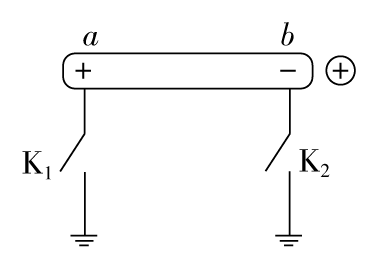 a b
+ − +
K₁ K₂